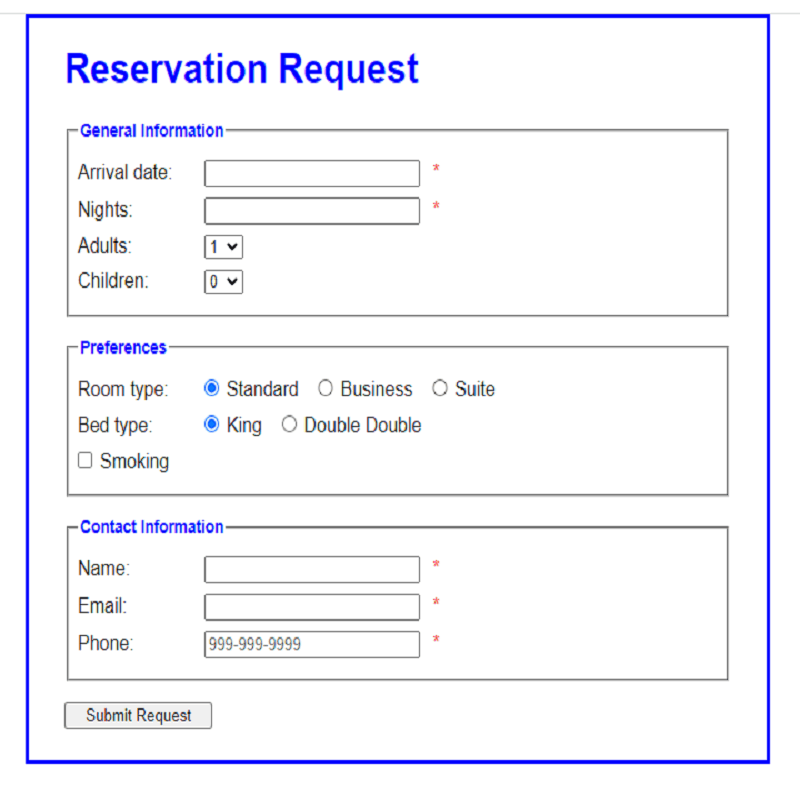 Reservation Request
General Information
Arrival date: *
Nights: *
Adults: 1
Children: 0
Preferences
Room type: Standard Business Suite
Bed type: King Double Double
Smoking
Contact Information
Name: *
Email: *
Phone: 999-999-9999 *
Submit Request